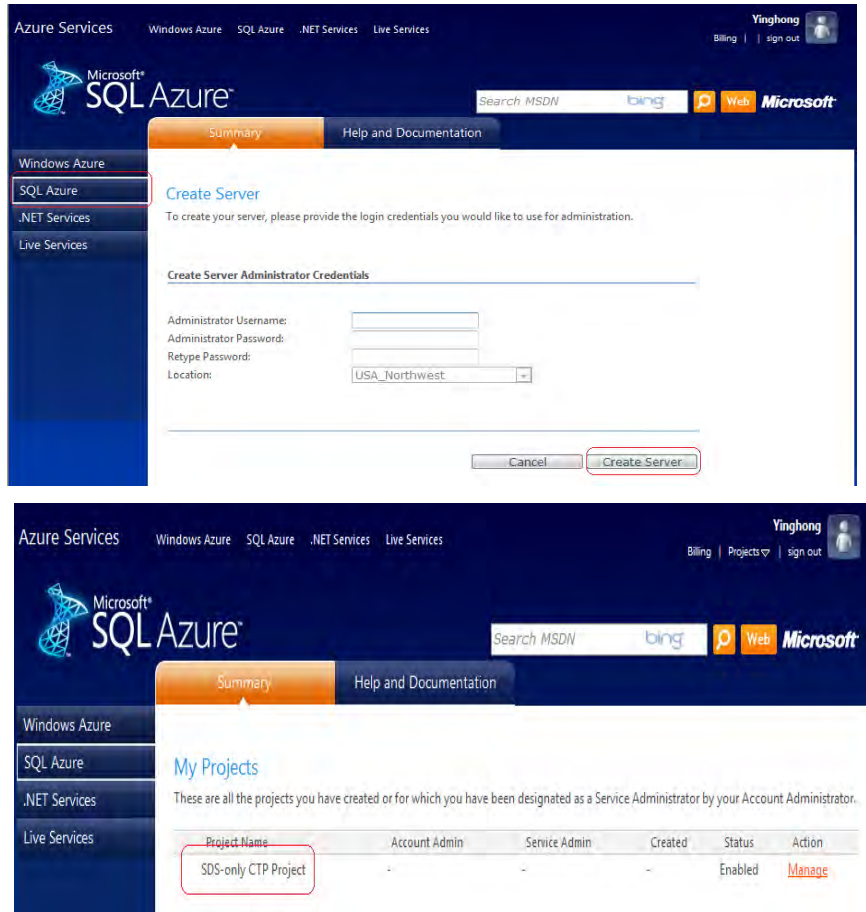 Azure Services Windows Azure SQL Azure .NET Services Live Services Yinghong
Billing | | sign out
Microsoft®
SQL Azure™
Search MSDN bing Web Microsoft®
Summary Help and Documentation
Windows Azure
SQL Azure
.NET Services
Live Services
Create Server
To create your server, please provide the login credentials you would like to use for administration.
Create Server Administrator Credentials
Administrator Username:
Administrator Password:
Retype Password:
Location: USA_Northwest
Cancel Create Server
Azure Services Windows Azure SQL Azure .NET Services Live Services Yinghong
Billing | Projects | sign out
Microsoft®
SQL Azure™
Search MSDN bing Web Microsoft®
Summary Help and Documentation
Windows Azure
SQL Azure
.NET Services
Live Services
My Projects
These are all the projects you have created or for which you have been designated as a Service Administrator by your Account Administrator.
Project Name Account Admin Service Admin Created Status Action
SDS-only CTP Project - - - Enabled Manage